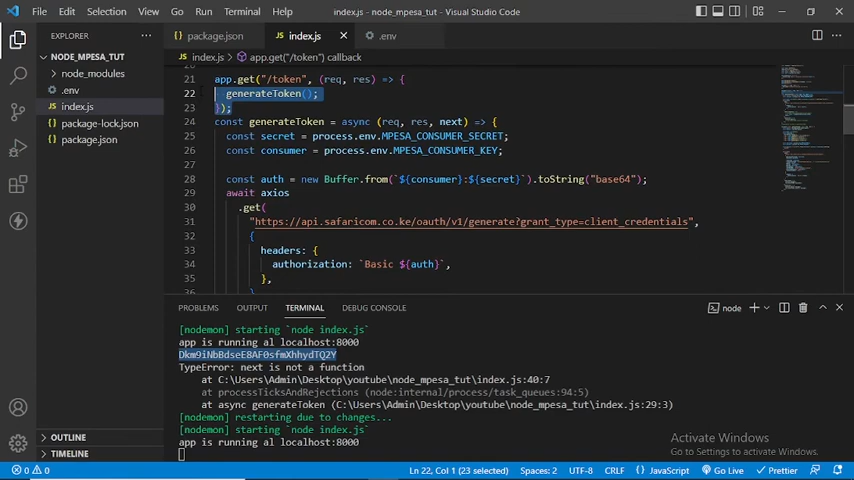 File Edit Selection View Go Run Terminal Help index.js - node_mpesa_tut - Visual Studio Code
EXPLORER
NODE_MPESA_TUT
node_modules
.env
index.js
package-lock.json
package.json
OUTLINE
TIMELINE
package.json index.js .env
index.js > app.get("/token") callback
21 app.get("/token", (req, res) => {
22 generateToken();
23 });
24 const generateToken = async (req, res, next) => {
25 const secret = process.env.MPESA_CONSUMER_SECRET;
26 const consumer = process.env.MPESA_CONSUMER_KEY;
27
28 const auth = new Buffer.from(`${consumer}:${secret}`).toString("base64");
29 await axios
30 .get(
31 "https://api.safaricom.co.ke/oauth/v1/generate?grant_type=client_credentials",
32 {
33 headers: {
34 authorization: `Basic ${auth}`,
35 },
PROBLEMS OUTPUT TERMINAL DEBUG CONSOLE node
[nodemon] starting `node index.js`
app is running al localhost:8000
Dkm9iNbBdseE8AF0sfmXhhydTQ2Y
TypeError: next is not a function
at C:\Users\Admin\Desktop\youtube\node_mpesa_tut\index.js:40:7
at processTicksAndRejections (node:internal/process/task_queues:94:5)
at async generateToken (C:\Users\Admin\Desktop\youtube\node_mpesa_tut\index.js:29:3)
[nodemon] restarting due to changes...
[nodemon] starting `node index.js`
app is running al localhost:8000
Activate Windows
Go to Settings to activate Windows.
0 0 Ln 22, Col 1 (23 selected) Spaces: 2 UTF-8 CRLF JavaScript Go Live Prettier